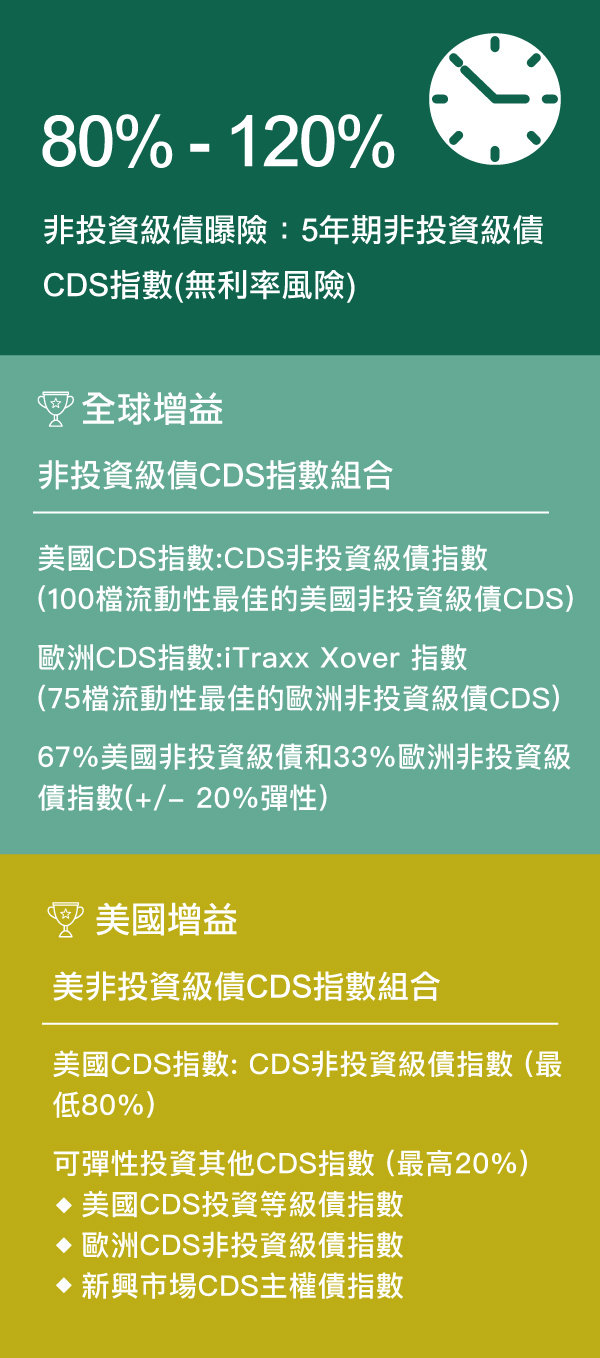 80% - 120%
非投資級債曝險：5年期非投資級債
CDS指數(無利率風險)
全球增益
非投資級債CDS指數組合
美國CDS指數:CDS非投資級債指數
(100檔流動性最佳的美國非投資級債CDS)
歐洲CDS指數:iTraxx Xover 指數
(75檔流動性最佳的歐洲非投資級債CDS)
67%美國非投資級債和33%歐洲非投資級
債指數(+/– 20%彈性)
美國增益
美非投資級債CDS指數組合
美國CDS指數: CDS非投資級債指數 (最
低80%)
可彈性投資其他CDS指數 (最高20%)
◆ 美國CDS投資等級債指數
◆ 歐洲CDS非投資級債指數
◆ 新興市場CDS主權債指數